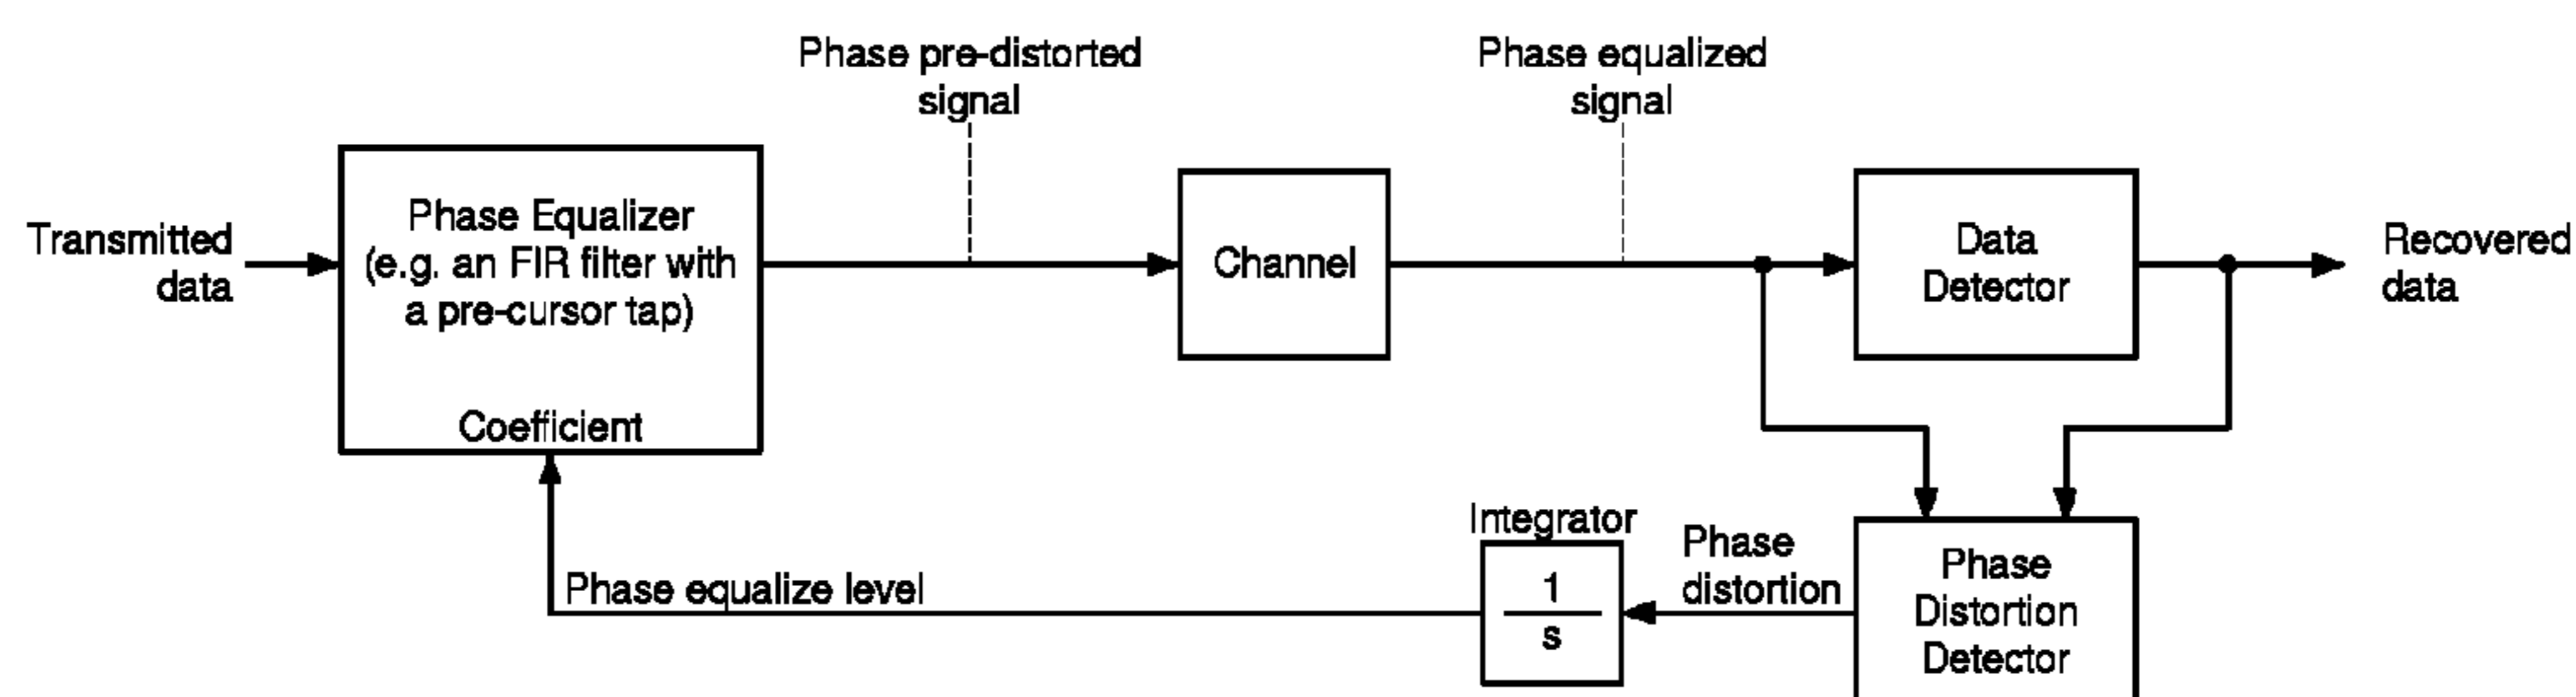 Phase pre-distorted
signal
Phase equalized
signal
Transmitted
data
Phase Equalizer
(e.g. an FIR filter with
a pre-cursor tap)
Coefficient
Channel
Data
Detector
Recovered
data
Integrator
1
s
Phase
distortion
Phase
Distortion
Detector
Phase equalize level